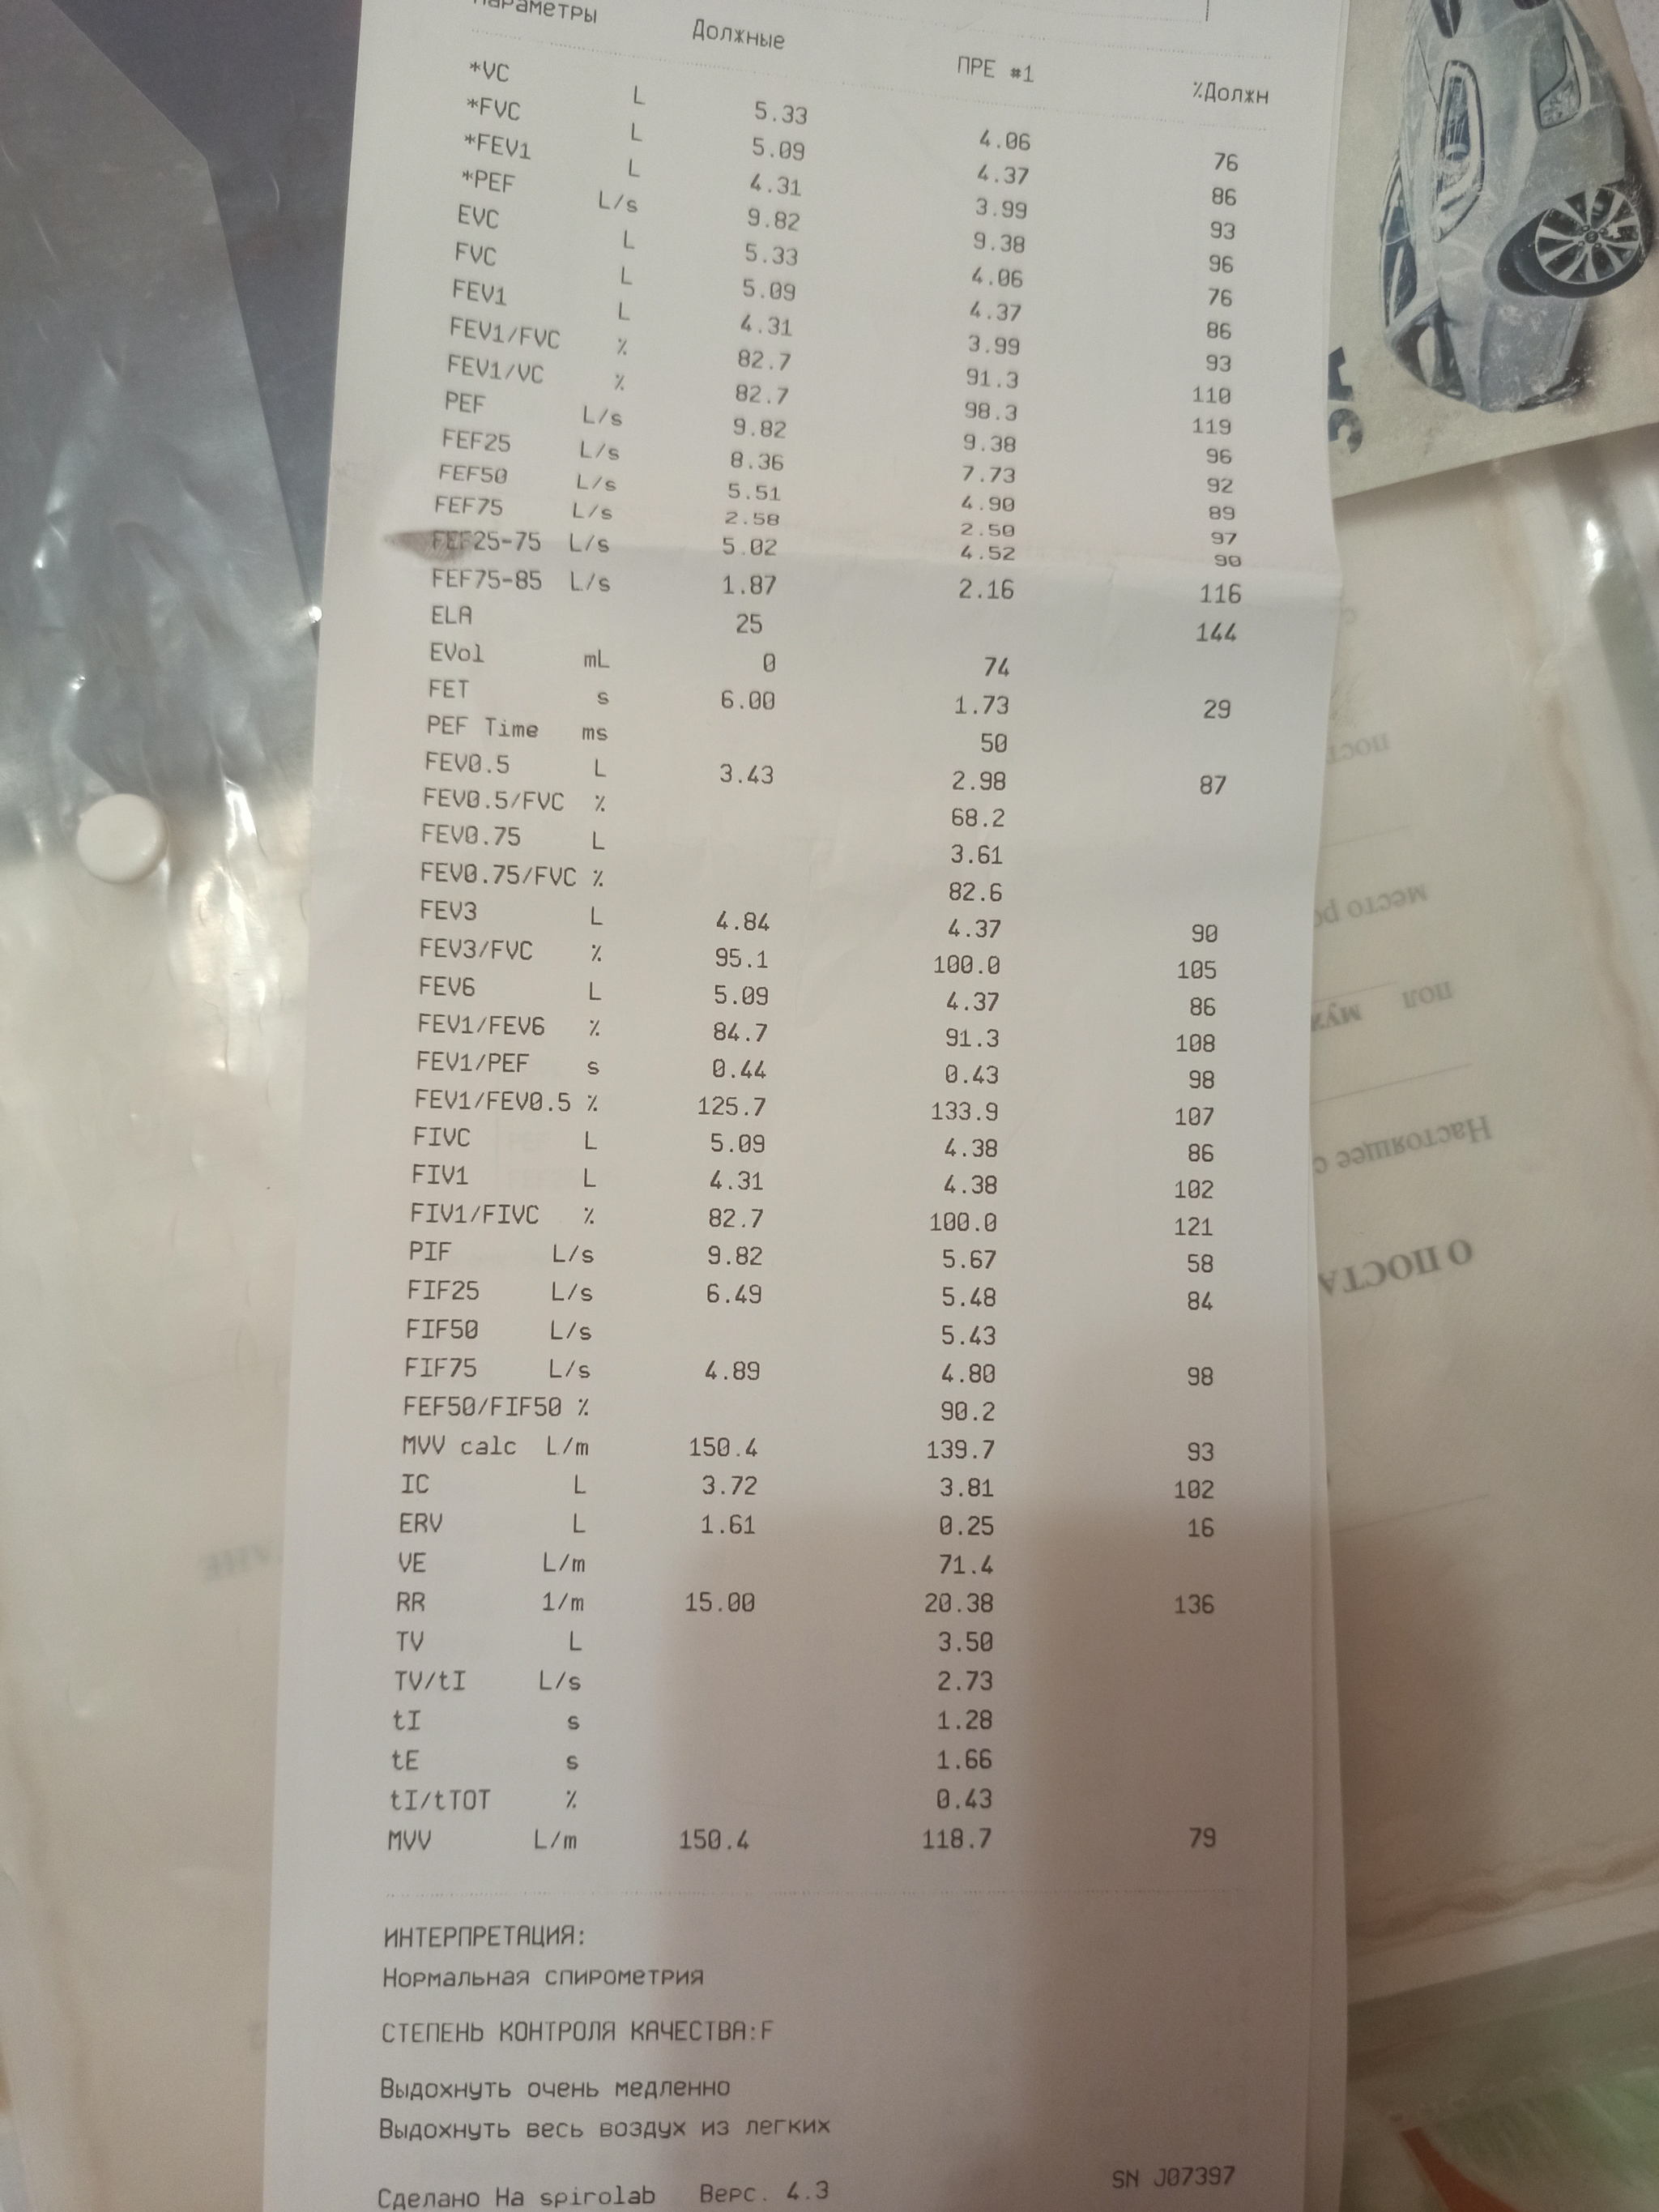 Параметры Должные ПРЕ #1 %Должн
*VC L 5.33 4.06 76
*FVC L 5.09 4.37 86
*FEV1 L 4.31 3.99 93
*PEF L/s 9.82 9.38 96
EVC L 5.33 4.06 76
FVC L 5.09 4.37 86
FEV1 L 4.31 3.99 93
FEV1/FVC % 82.7 91.3 110
FEV1/VC % 82.7 98.3 119
PEF L/s 9.82 9.38 96
FEF25 L/s 8.36 7.73 92
FEF50 L/s 5.51 4.90 89
FEF75 L/s 2.58 2.50 97
FEF25-75 L/s 5.02 4.52 90
FEF75-85 L/s 1.87 2.16 116
ELA 25 144
EVol mL 0 74
FET s 6.00 1.73 29
PEF Time ms 50
FEV0.5 L 3.43 2.98 87
FEV0.5/FVC % 68.2
FEV0.75 L 3.61
FEV0.75/FVC % 82.6
FEV3 L 4.84 4.37 90
FEV3/FVC % 95.1 100.0 105
FEV6 L 5.09 4.37 86
FEV1/FEV6 % 84.7 91.3 108
FEV1/PEF s 0.44 0.43 98
FEV1/FEV0.5 % 125.7 133.9 107
FIVC L 5.09 4.38 86
FIV1 L 4.31 4.38 102
FIV1/FIVC % 82.7 100.0 121
PIF L/s 9.82 5.67 58
FIF25 L/s 6.49 5.48 84
FIF50 L/s 5.43
FIF75 L/s 4.89 4.80 98
FEF50/FIF50 % 90.2
MVV calc L/m 150.4 139.7 93
IC L 3.72 3.81 102
ERV L 1.61 0.25 16
VE L/m 71.4
RR 1/m 15.00 20.38 136
TV L 3.50
TV/tI L/s 2.73
tI s 1.28
tE s 1.66
tI/tTOT % 0.43
MVV L/m 150.4 118.7 79
ИНТЕРПРЕТАЦИЯ:
Нормальная спирометрия
СТЕПЕНЬ КОНТРОЛЯ КАЧЕСТВА:F
Выдохнуть очень медленно
Выдохнуть весь воздух из легких
Сделано На spirolab Верс. 4.3 SN J07397
О ПОСТА
Настоящее с
пол муж
место ро
пост